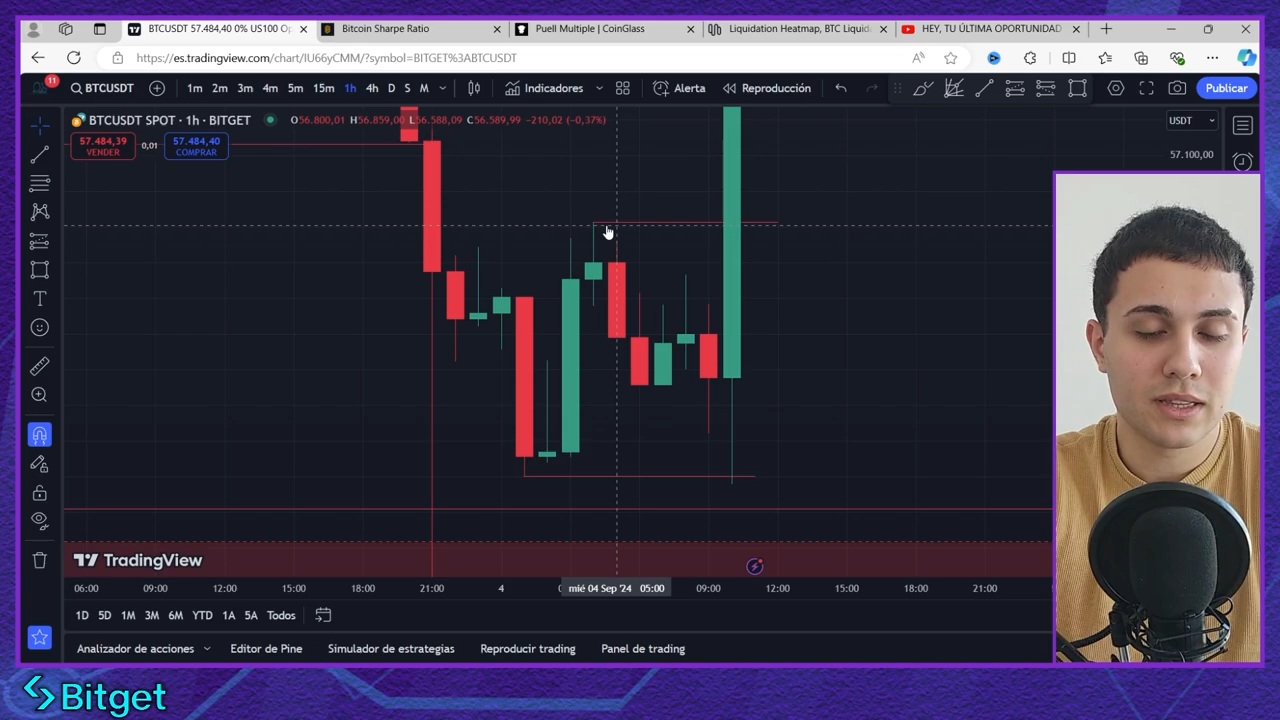 BTCUSDT 57.484,40 0% US100 Op
Bitcoin Sharpe Ratio
Puell Multiple | CoinGlass
Liquidation Heatmap, BTC Liquid
HEY, TU ÚLTIMA OPORTUNIDAD
https://es.tradingview.com/chart/IU66yCMM/?symbol=BITGET%3ABTCUSDT
11
BTCUSDT
1m 2m 3m 4m 5m 15m 1h 4h D S M
Indicadores
Alerta
Reproducción
Publicar
BTCUSDT SPOT · 1h · BITGET
O56.800,01 H56.859,00 L56.588,09 C56.589,99 −210,02 (−0,37%)
USDT
57.484,39
VENDER
0,01
57.484,40
COMPRAR
57.100,00
TradingView
06:00 09:00 12:00 15:00 18:00 21:00 4 mié 04 Sep '24 05:00 09:00 12:00 15:00 18:00 21:00
1D 5D 1M 3M 6M YTD 1A 5A Todos
Analizador de acciones
Editor de Pine
Simulador de estrategias
Reproducir trading
Panel de trading
Bitget